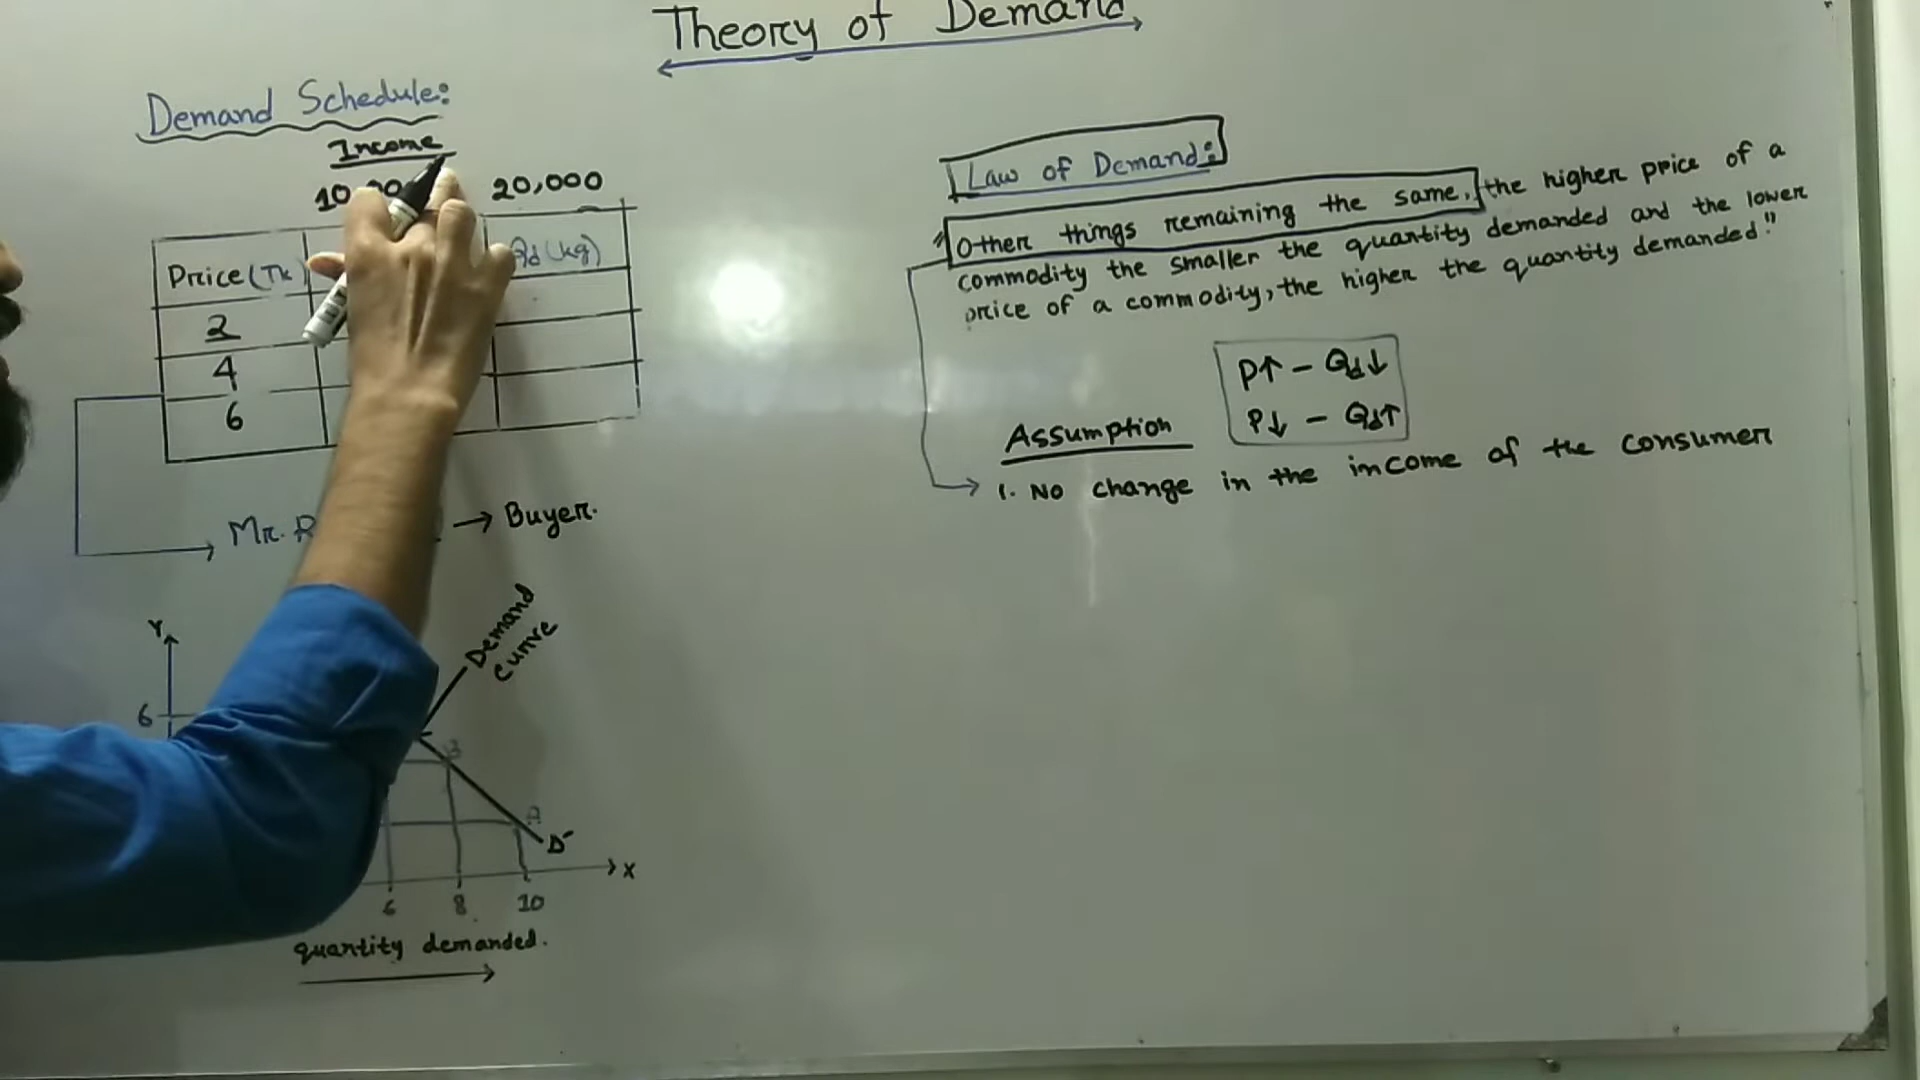 Theory of Demand
Demand Schedule:
Income
20,000
Price (Tk) Qd (kg)
2
4
6
Mr. → Buyer.
Y
6
Demand
Curve
B
A
D'
X
6 8 10
quantity demanded.
Law of Demand:
"Other things remaining the same, the higher price of a
commodity the smaller the quantity demanded and the lower
price of a commodity, the higher the quantity demanded."
P↑ – Qd↓
P↓ – Qd↑
Assumption
1. No change in the income of the consumer